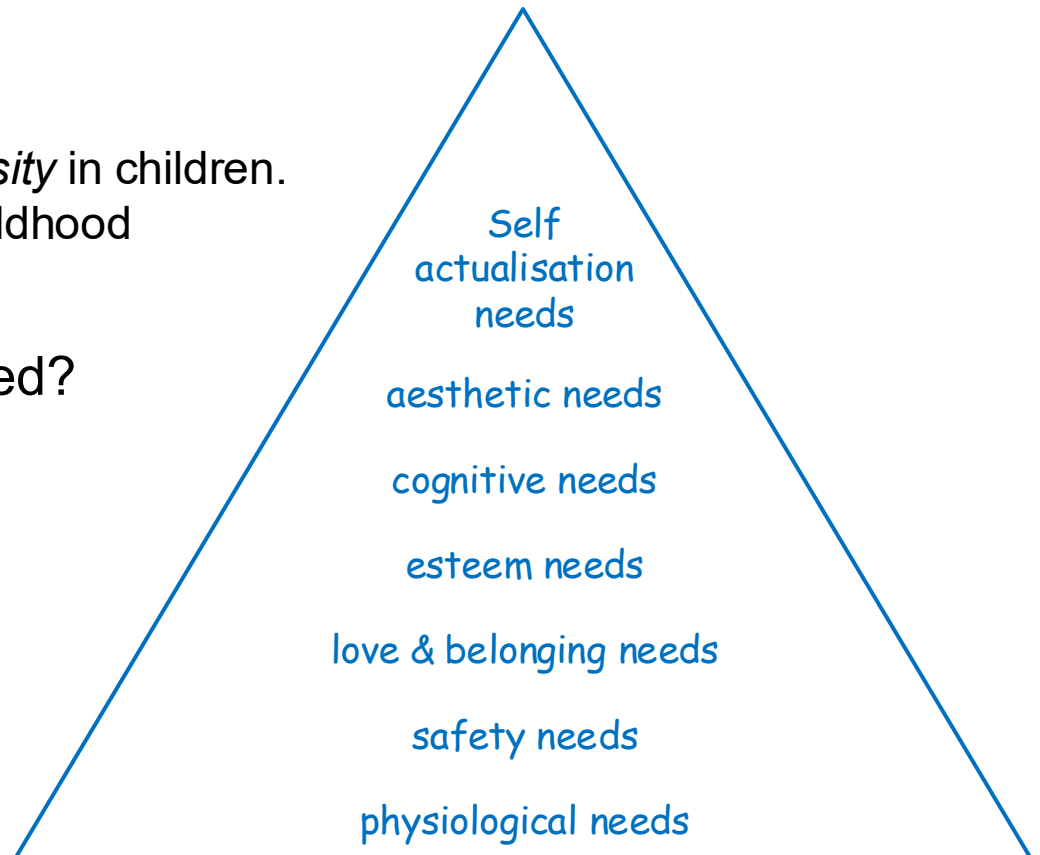 sity in children.
ldhood
ed?
Self
actualisation
needs
aesthetic needs
cognitive needs
esteem needs
love & belonging needs
safety needs
physiological needs